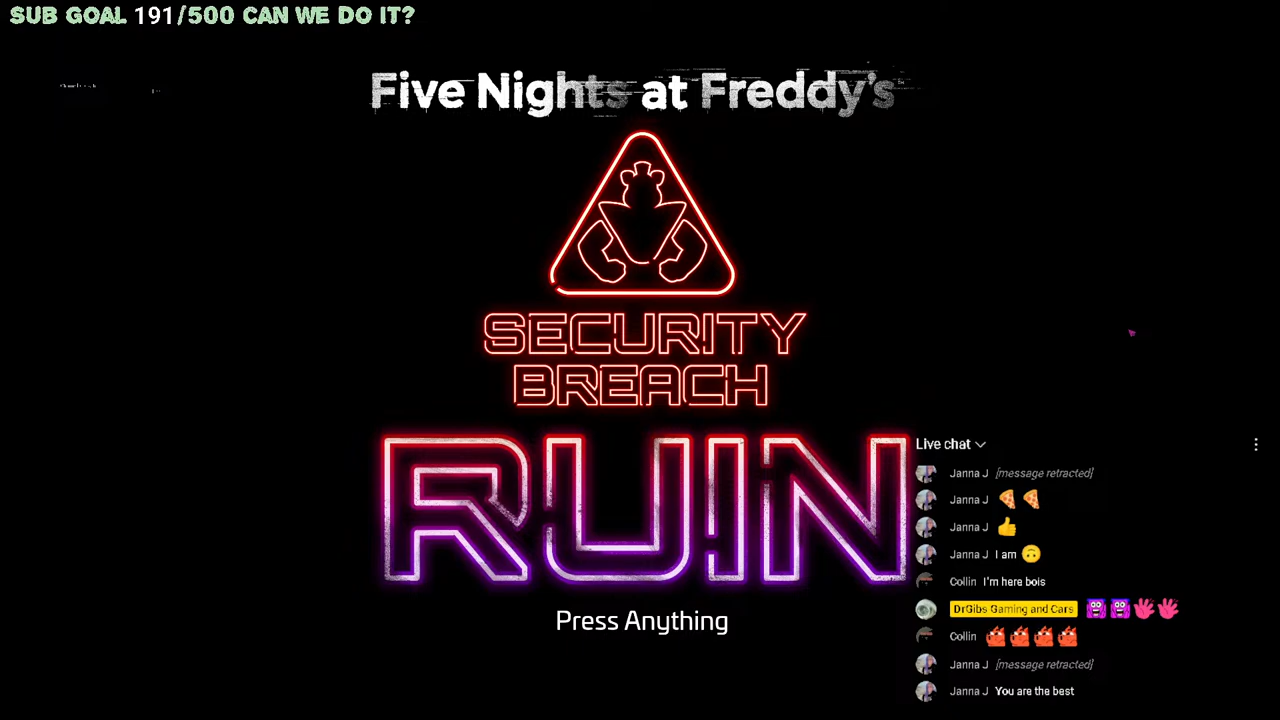 SUB GOAL 191/500 CAN WE DO IT?
Five Nights at Freddy's
SECURITY
BREACH
RUIN
Press Anything
Live chat
Janna J [message retracted]
Janna J 🍕 🍕
Janna J 👍
Janna J I am 🙃
Collin I'm here bois
DrGibs Gaming and Cars
Collin
Janna J [message retracted]
Janna J You are the best